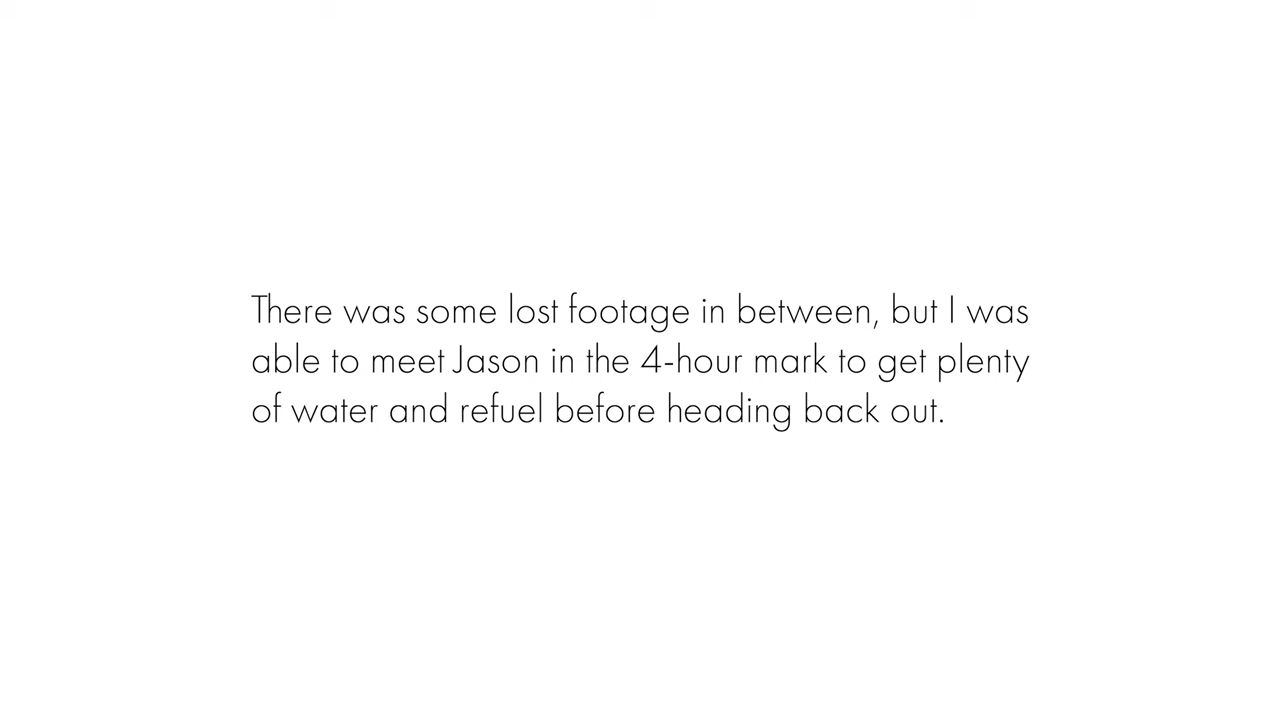 There was some lost footage in between, but I was
able to meet Jason in the 4-hour mark to get plenty
of water and refuel before heading back out.